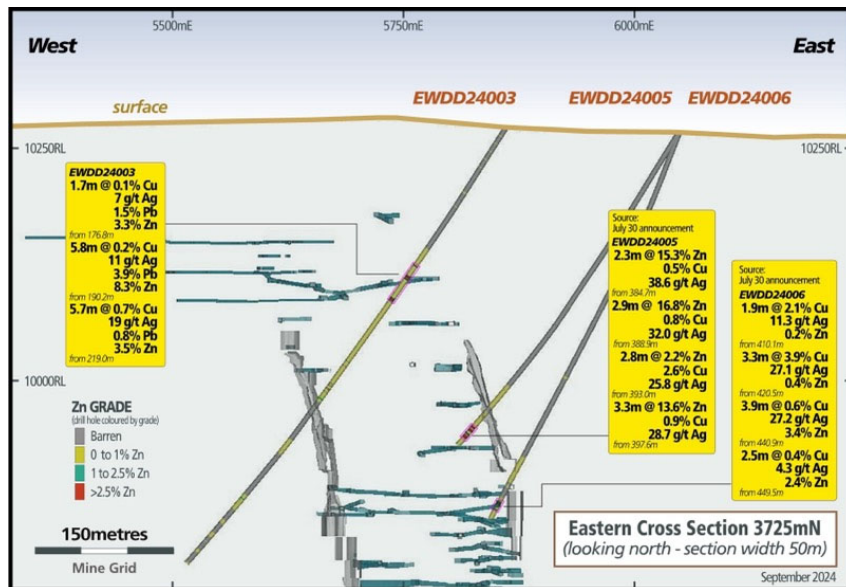 5500mE 5750mE 6000mE
West East
surface EWDD24003 EWDD24005 EWDD24006
10250RL 10250RL
EWDD24003
1.7m @ 0.1% Cu
7 g/t Ag
1.5% Pb
3.3% Zn
from 176.8m
5.8m @ 0.2% Cu
11 g/t Ag
3.9% Pb
8.3% Zn
from 190.2m
5.7m @ 0.7% Cu
19 g/t Ag
0.8% Pb
3.5% Zn
from 219.0m
Source:
July 30 announcement
EWDD24005
2.3m @ 15.3% Zn
0.5% Cu
38.6 g/t Ag
from 384.7m
2.9m @ 16.8% Zn
0.8% Cu
32.0 g/t Ag
from 388.9m
2.8m @ 2.2% Zn
2.6% Cu
25.8 g/t Ag
from 393.0m
3.3m @ 13.6% Zn
0.9% Cu
28.7 g/t Ag
from 397.6m
Source:
July 30 announcement
EWDD24006
1.9m @ 2.1% Cu
11.3 g/t Ag
0.2% Zn
from 410.1m
3.3m @ 3.9% Cu
27.1 g/t Ag
0.4% Zn
from 420.5m
3.9m @ 0.6% Cu
27.2 g/t Ag
3.4% Zn
from 440.9m
2.5m @ 0.4% Cu
4.3 g/t Ag
2.4% Zn
from 449.5m
10000RL
Zn GRADE
(drill hole coloured by grade)
Barren
0 to 1% Zn
1 to 2.5% Zn
>2.5% Zn
150metres
Mine Grid
Eastern Cross Section 3725mN
(looking north - section width 50m)
September 2024